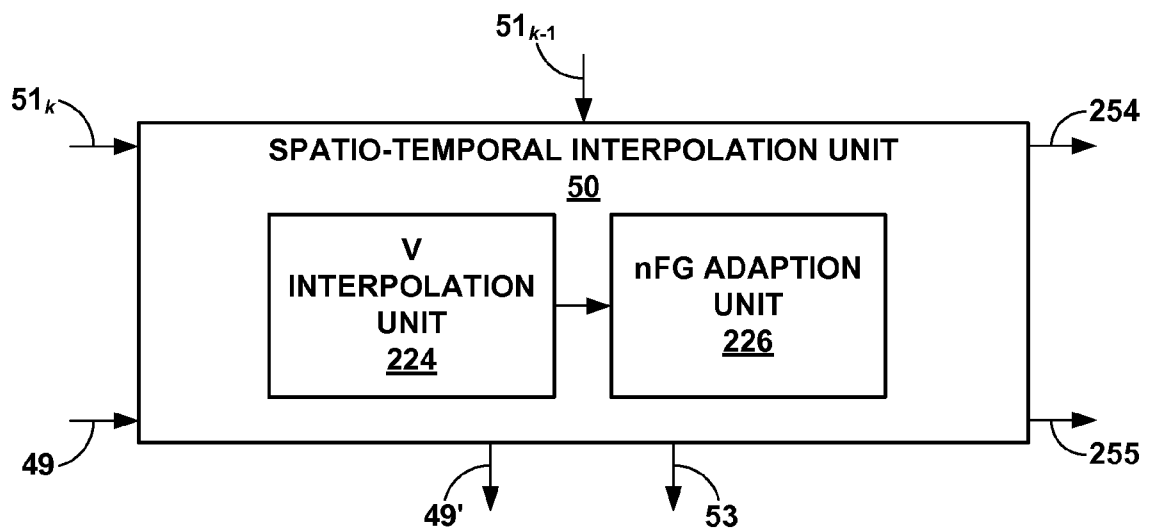 51k-1
51k
254
SPATIO-TEMPORAL INTERPOLATION UNIT
50
V
INTERPOLATION
UNIT
224
nFG ADAPTION
UNIT
226
49
255
49'
53